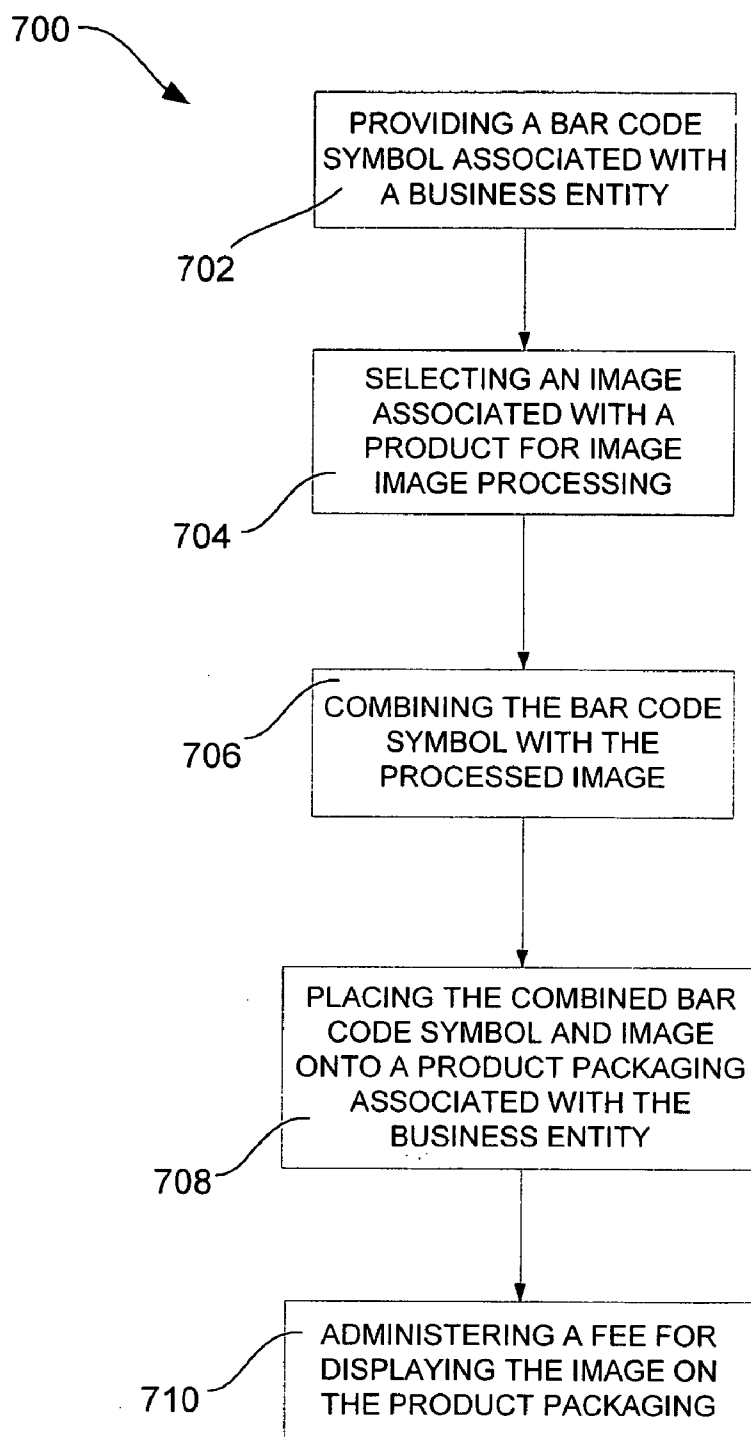 700
PROVIDING A BAR CODE
SYMBOL ASSOCIATED WITH
A BUSINESS ENTITY
702
SELECTING AN IMAGE
ASSOCIATED WITH A
PRODUCT FOR IMAGE
IMAGE PROCESSING
704
COMBINING THE BAR CODE
SYMBOL WITH THE
PROCESSED IMAGE
706
PLACING THE COMBINED BAR
CODE SYMBOL AND IMAGE
ONTO A PRODUCT PACKAGING
ASSOCIATED WITH THE
BUSINESS ENTITY
708
ADMINISTERING A FEE FOR
DISPLAYING THE IMAGE ON
THE PRODUCT PACKAGING
710